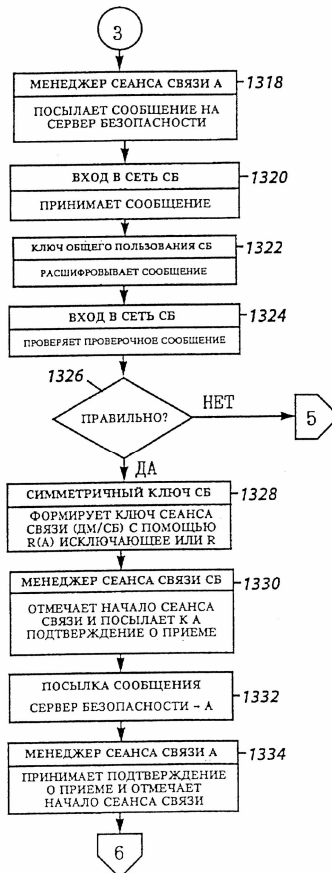 3
МЕНЕДЖЕР СЕАНСА СВЯЗИ А
1318
ПОСЫЛАЕТ СООБЩЕНИЕ НА
СЕРВЕР БЕЗОПАСНОСТИ
ВХОД В СЕТЬ СБ
1320
ПРИНИМАЕТ СООБЩЕНИЕ
КЛЮЧ ОБЩЕГО ПОЛЬЗОВАНИЯ СБ
1322
РАСШИФРОВЫВАЕТ СООБЩЕНИЕ
ВХОД В СЕТЬ СБ
1324
ПРОВЕРЯЕТ ПРОВЕРОЧНОЕ СООБЩЕНИЕ
1326
ПРАВИЛЬНО?
НЕТ
5
ДА
СИММЕТРИЧНЫЙ КЛЮЧ СБ
1328
ФОРМИРУЕТ КЛЮЧ СЕАНСА
СВЯЗИ (ДМ/СБ) С ПОМОЩЬЮ
R(A) ИСКЛЮЧАЮЩЕЕ ИЛИ R
МЕНЕДЖЕР СЕАНСА СВЯЗИ СБ
1330
ОТМЕЧАЕТ НАЧАЛО СЕАНСА
СВЯЗИ И ПОСЫЛАЕТ К А
ПОДТВЕРЖДЕНИЕ О ПРИЕМЕ
ПОСЫЛКА СООБЩЕНИЯ
1332
СЕРВЕР БЕЗОПАСНОСТИ - А
МЕНЕДЖЕР СЕАНСА СВЯЗИ А
1334
ПРИНИМАЕТ ПОДТВЕРЖДЕНИЕ
О ПРИЕМЕ И ОТМЕЧАЕТ
НАЧАЛО СЕАНСА СВЯЗИ
6